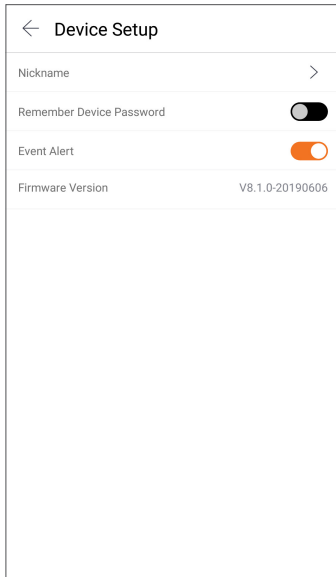 Device Setup
Nickname
Remember Device Password
Event Alert
Firmware Version V8.1.0-20190606